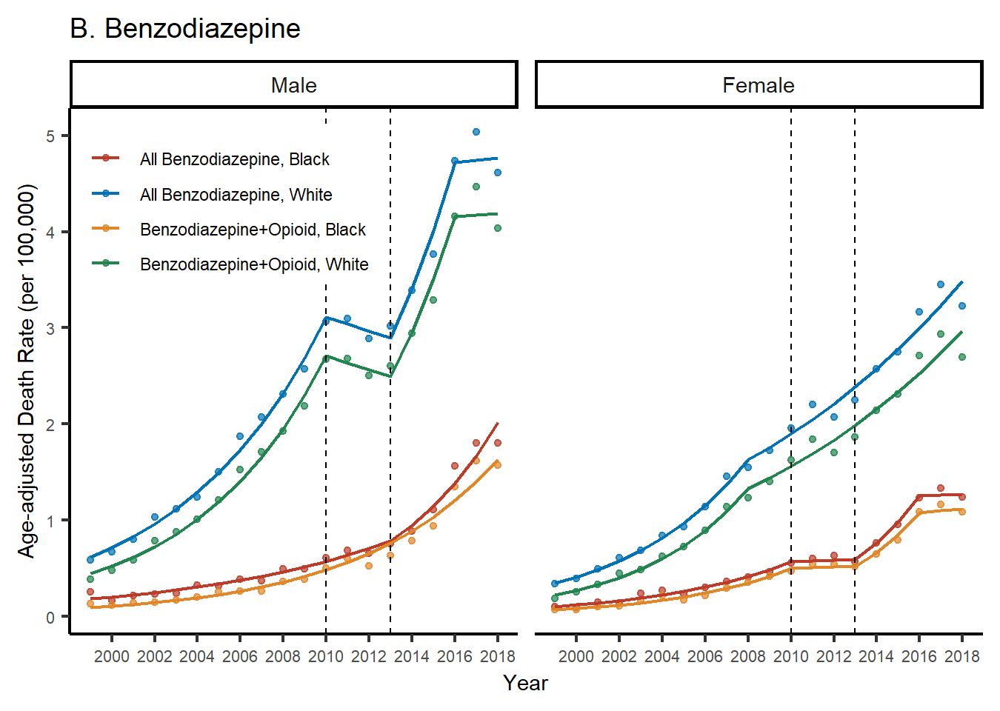 B. Benzodiazepine
Male
Female
Age-adjusted Death Rate (per 100,000)
5
4
3
2
1
0
All Benzodiazepine, Black
All Benzodiazepine, White
Benzodiazepine+Opioid, Black
Benzodiazepine+Opioid, White
2000 2002 2004 2006 2008 2010 2012 2014 2016 2018
2000 2002 2004 2006 2008 2010 2012 2014 2016 2018
Year